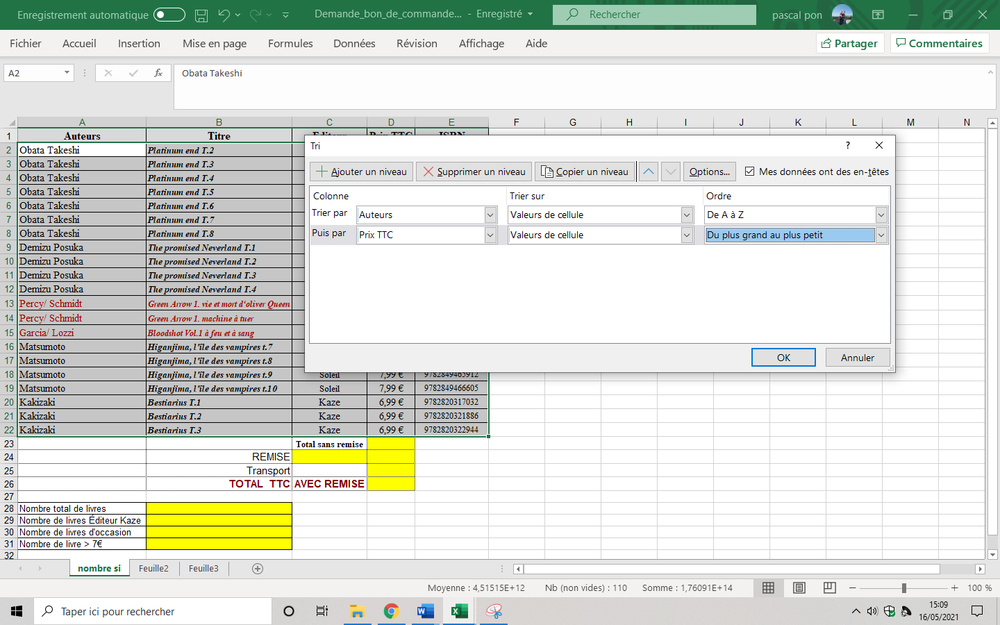 Enregistrement automatique
Demande_bon_de_commande... - Enregistré
Rechercher
pascal pon
Fichier Accueil Insertion Mise en page Formules Données Révision Affichage Aide
Partager Commentaires
A2 fx Obata Takeshi
A B C D E F G H I J K L M N
1 Auteurs Titre
2 Obata Takeshi Platinum end T.2
3 Obata Takeshi Platinum end T.3
4 Obata Takeshi Platinum end T.4
5 Obata Takeshi Platinum end T.5
6 Obata Takeshi Platinum end T.6
7 Obata Takeshi Platinum end T.7
8 Obata Takeshi Platinum end T.8
9 Demizu Posuka The promised Neverland T.1
10 Demizu Posuka The promised Neverland T.2
11 Demizu Posuka The promised Neverland T.3
12 Demizu Posuka The promised Neverland T.4
13 Percy/ Schmidt Green Arrow 1. vie et mort d'oliver Queen
14 Percy/ Schmidt Green Arrow 1. machine à tuer
15 Garcia/ Lozzi Bloodshot Vol.1 à feu et à sang
16 Matsumoto Higanjima, l'île des vampires t.7
17 Matsumoto Higanjima, l'île des vampires t.8
18 Matsumoto Higanjima, l'île des vampires t.9 Soleil 7,99 € 9782849465912
19 Matsumoto Higanjima, l'île des vampires t.10 Soleil 7,99 € 9782849466605
20 Kakizaki Bestiarius T.1 Kaze 6,99 € 9782820317032
21 Kakizaki Bestiarius T.2 Kaze 6,99 € 9782820321886
22 Kakizaki Bestiarius T.3 Kaze 6,99 € 9782820322944
23 Total sans remise
24 REMISE
25 Transport
26 TOTAL TTC AVEC REMISE
27
28 Nombre total de livres
29 Nombre de livres Éditeur Kaze
30 Nombre de livres d'occasion
31 Nombre de livre > 7€
32
Tri ?
Ajouter un niveau Supprimer un niveau Copier un niveau Options... Mes données ont des en-têtes
Colonne Trier sur Ordre
Trier par Auteurs Valeurs de cellule De A à Z
Puis par Prix TTC Valeurs de cellule Du plus grand au plus petit
OK Annuler
nombre si Feuille2 Feuille3
Moyenne : 4,51515E+12 Nb (non vides) : 110 Somme : 1,76091E+14 100 %
Taper ici pour rechercher
15:09
16/05/2021